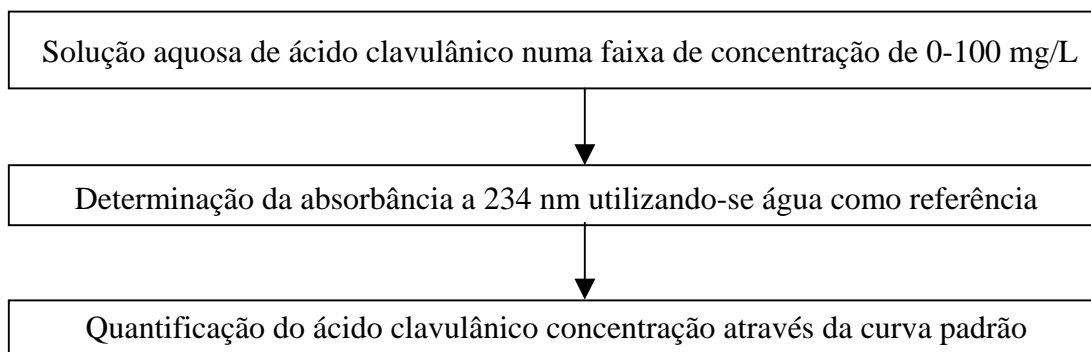 Solução aquosa de ácido clavulânico numa faixa de concentração de 0-100 mg/L
Determinação da absorbância a 234 nm utilizando-se água como referência
Quantificação do ácido clavulânico concentração através da curva padrão